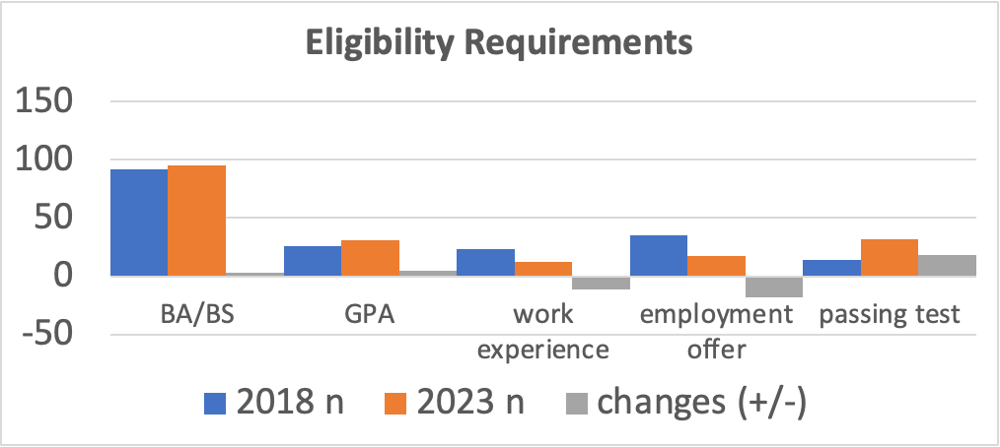 Eligibility Requirements
150
100
50
0
-50
BA/BS
GPA
work
experience
employment
offer
passing test
2018 n
2023 n
changes (+/-)